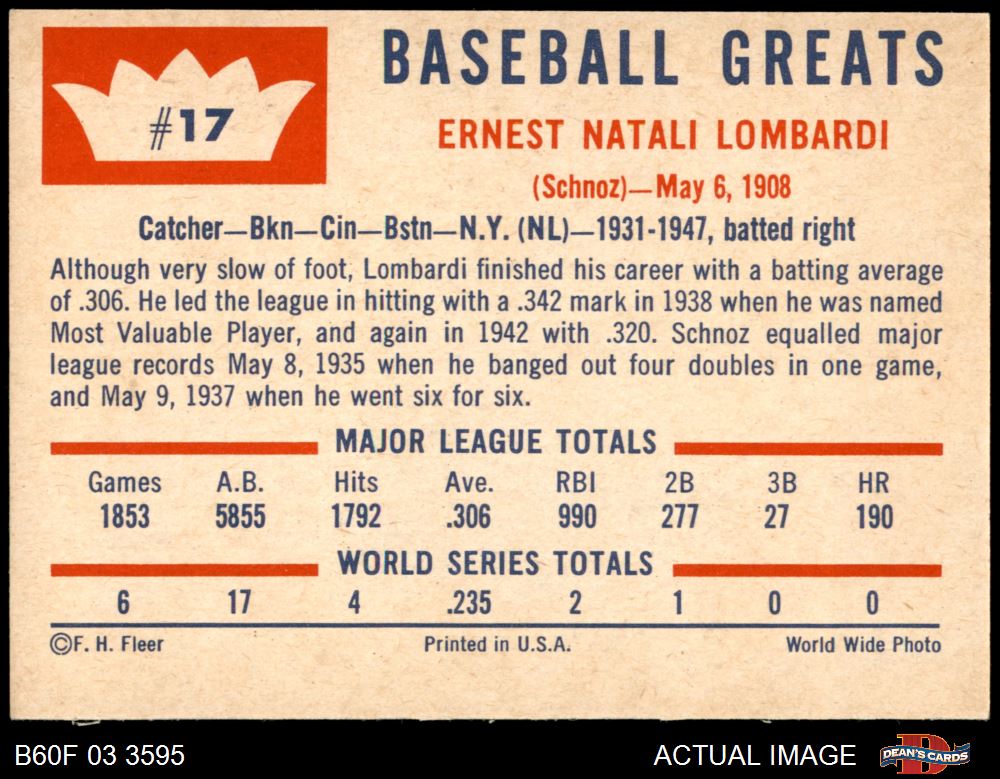 #17
BASEBALL GREATS
ERNEST NATALI LOMBARDI
(Schnoz)—May 6, 1908
Catcher—Bkn—Cin—Bstn—N.Y. (NL)—1931-1947, batted right
Although very slow of foot, Lombardi finished his career with a batting average
of .306. He led the league in hitting with a .342 mark in 1938 when he was named
Most Valuable Player, and again in 1942 with .320. Schnoz equalled major
league records May 8, 1935 when he banged out four doubles in one game,
and May 9, 1937 when he went six for six.
MAJOR LEAGUE TOTALS
Games A.B. Hits Ave. RBI 2B 3B HR
1853 5855 1792 .306 990 277 27 190
WORLD SERIES TOTALS
6 17 4 .235 2 1 0 0
©F. H. Fleer Printed in U.S.A. World Wide Photo
B60F 03 3595 ACTUAL IMAGE DEAN'S CARDS